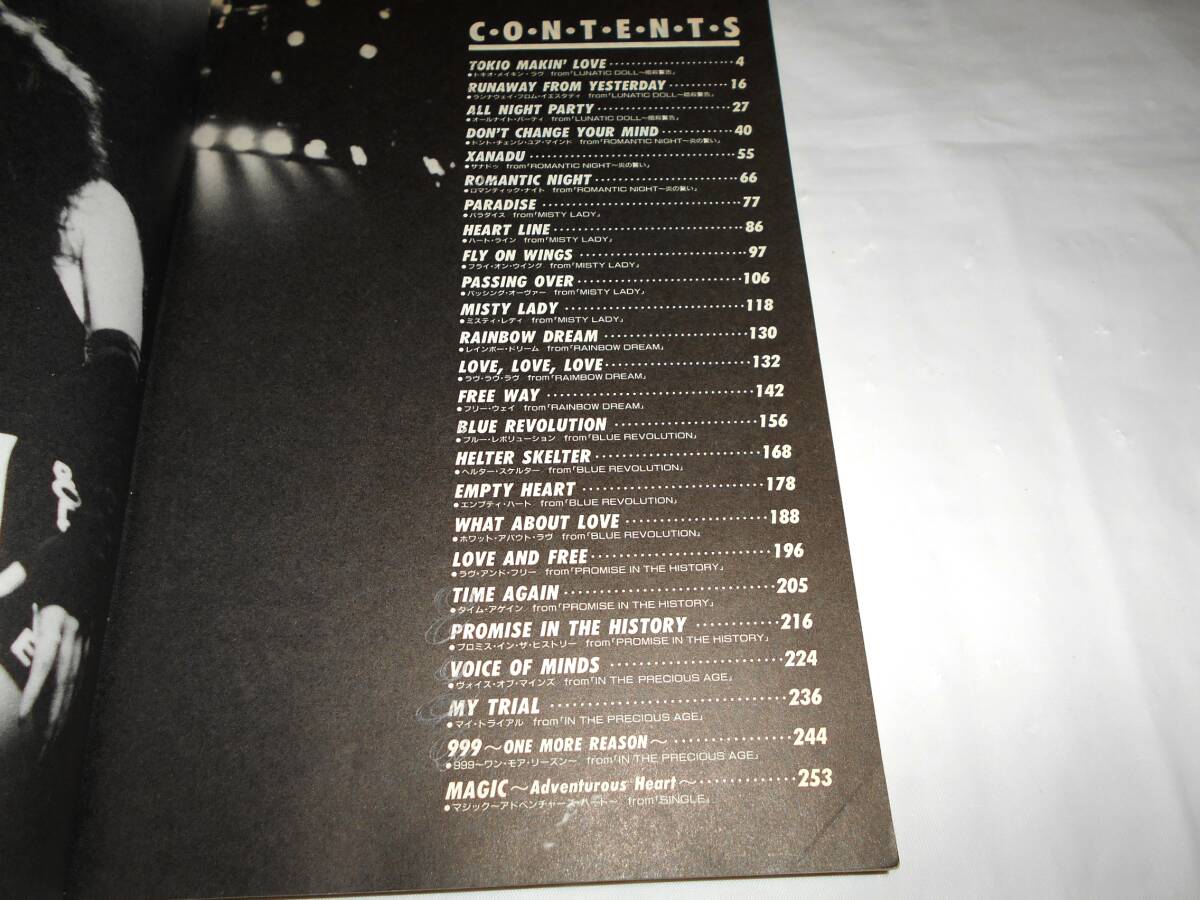 C·O·N·T·E·N·T·S
TOKIO MAKIN' LOVE 4
●トキオ・メイキン・ラヴ from「LUNATIC DOLL〜暗殺警告」
RUNAWAY FROM YESTERDAY 16
●ランナウェイ・フロム・イエスタディ from「LUNATIC DOLL〜暗殺警告」
ALL NIGHT PARTY 27
●オールナイト・パーティ from「LUNATIC DOLL〜暗殺警告」
DON'T CHANGE YOUR MIND 40
●ドント・チェンジ・ユア・マインド from「ROMANTIC NIGHT〜炎の誓い」
XANADU 55
●サナドゥ from「ROMANTIC NIGHT〜炎の誓い」
ROMANTIC NIGHT 66
●ロマンティック・ナイト from「ROMANTIC NIGHT〜炎の誓い」
PARADISE 77
●パラダイス from「MISTY LADY」
HEART LINE 86
●ハート・ライン from「MISTY LADY」
FLY ON WINGS 97
●フライ・オン・ウイング from「MISTY LADY」
PASSING OVER 106
●パッシング・オーヴァー from「MISTY LADY」
MISTY LADY 118
●ミスティ・レディ from「MISTY LADY」
RAINBOW DREAM 130
●レインボー・ドリーム from「RAINBOW DREAM」
LOVE, LOVE, LOVE 132
●ラヴ・ラヴ・ラヴ from「RAIMBOW DREAM」
FREE WAY 142
●フリー・ウェイ from「RAINBOW DREAM」
BLUE REVOLUTION 156
●ブルー・レボリューション from「BLUE REVOLUTION」
HELTER SKELTER 168
●ヘルター・スケルター from「BLUE REVOLUTION」
EMPTY HEART 178
●エンプティ・ハート from「BLUE REVOLUTION」
WHAT ABOUT LOVE 188
●ホワット・アバウト・ラヴ from「BLUE REVOLUTION」
LOVE AND FREE 196
●ラヴ・アンド・フリー from「PROMISE IN THE HISTORY」
TIME AGAIN 205
●タイム・アゲイン from「PROMISE IN THE HISTORY」
PROMISE IN THE HISTORY 216
●プロミス・イン・ザ・ヒストリー from「PROMISE IN THE HISTORY」
VOICE OF MINDS 224
●ヴォイス・オブ・マインズ from「IN THE PRECIOUS AGE」
MY TRIAL 236
●マイ・トライアル from「IN THE PRECIOUS AGE」
999〜ONE MORE REASON〜 244
●999〜ワン・モア・リーズン〜 from「IN THE PRECIOUS AGE」
MAGIC〜Adventurous Heart〜 253
●マジック〜アドベンチャラス・ハート〜 from「SINGLE」